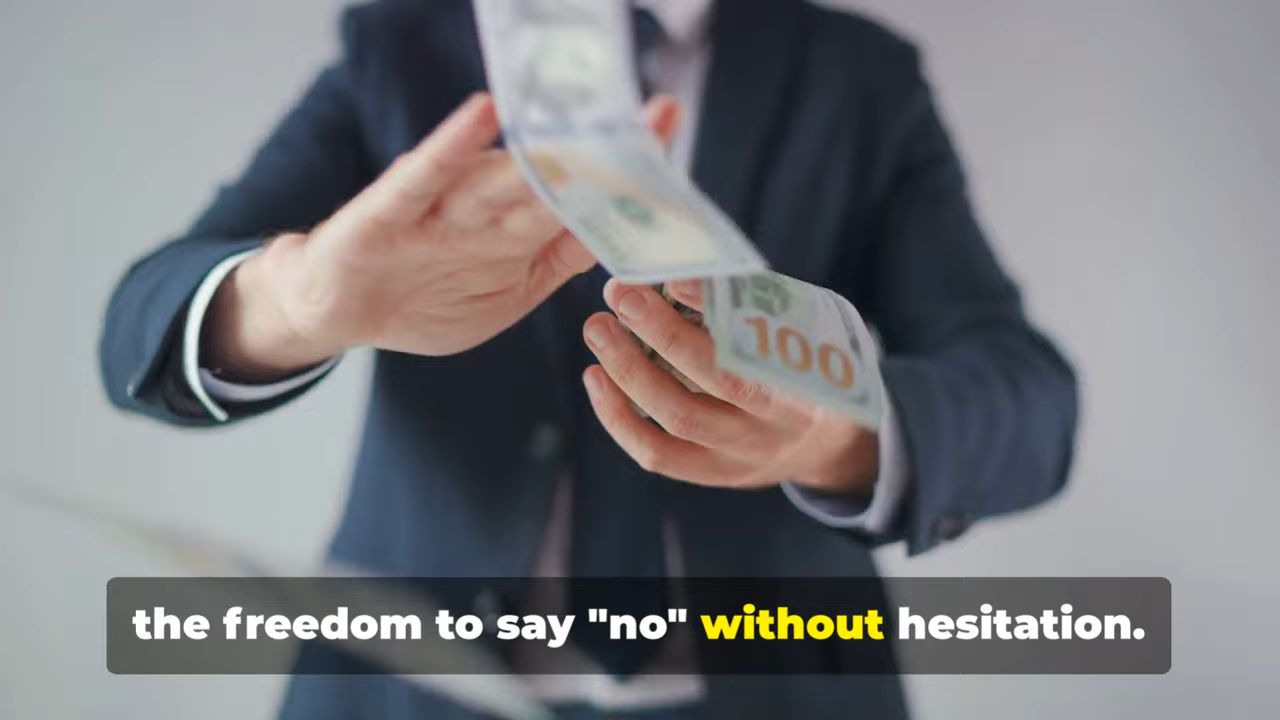 100
the freedom to say "no" without hesitation.